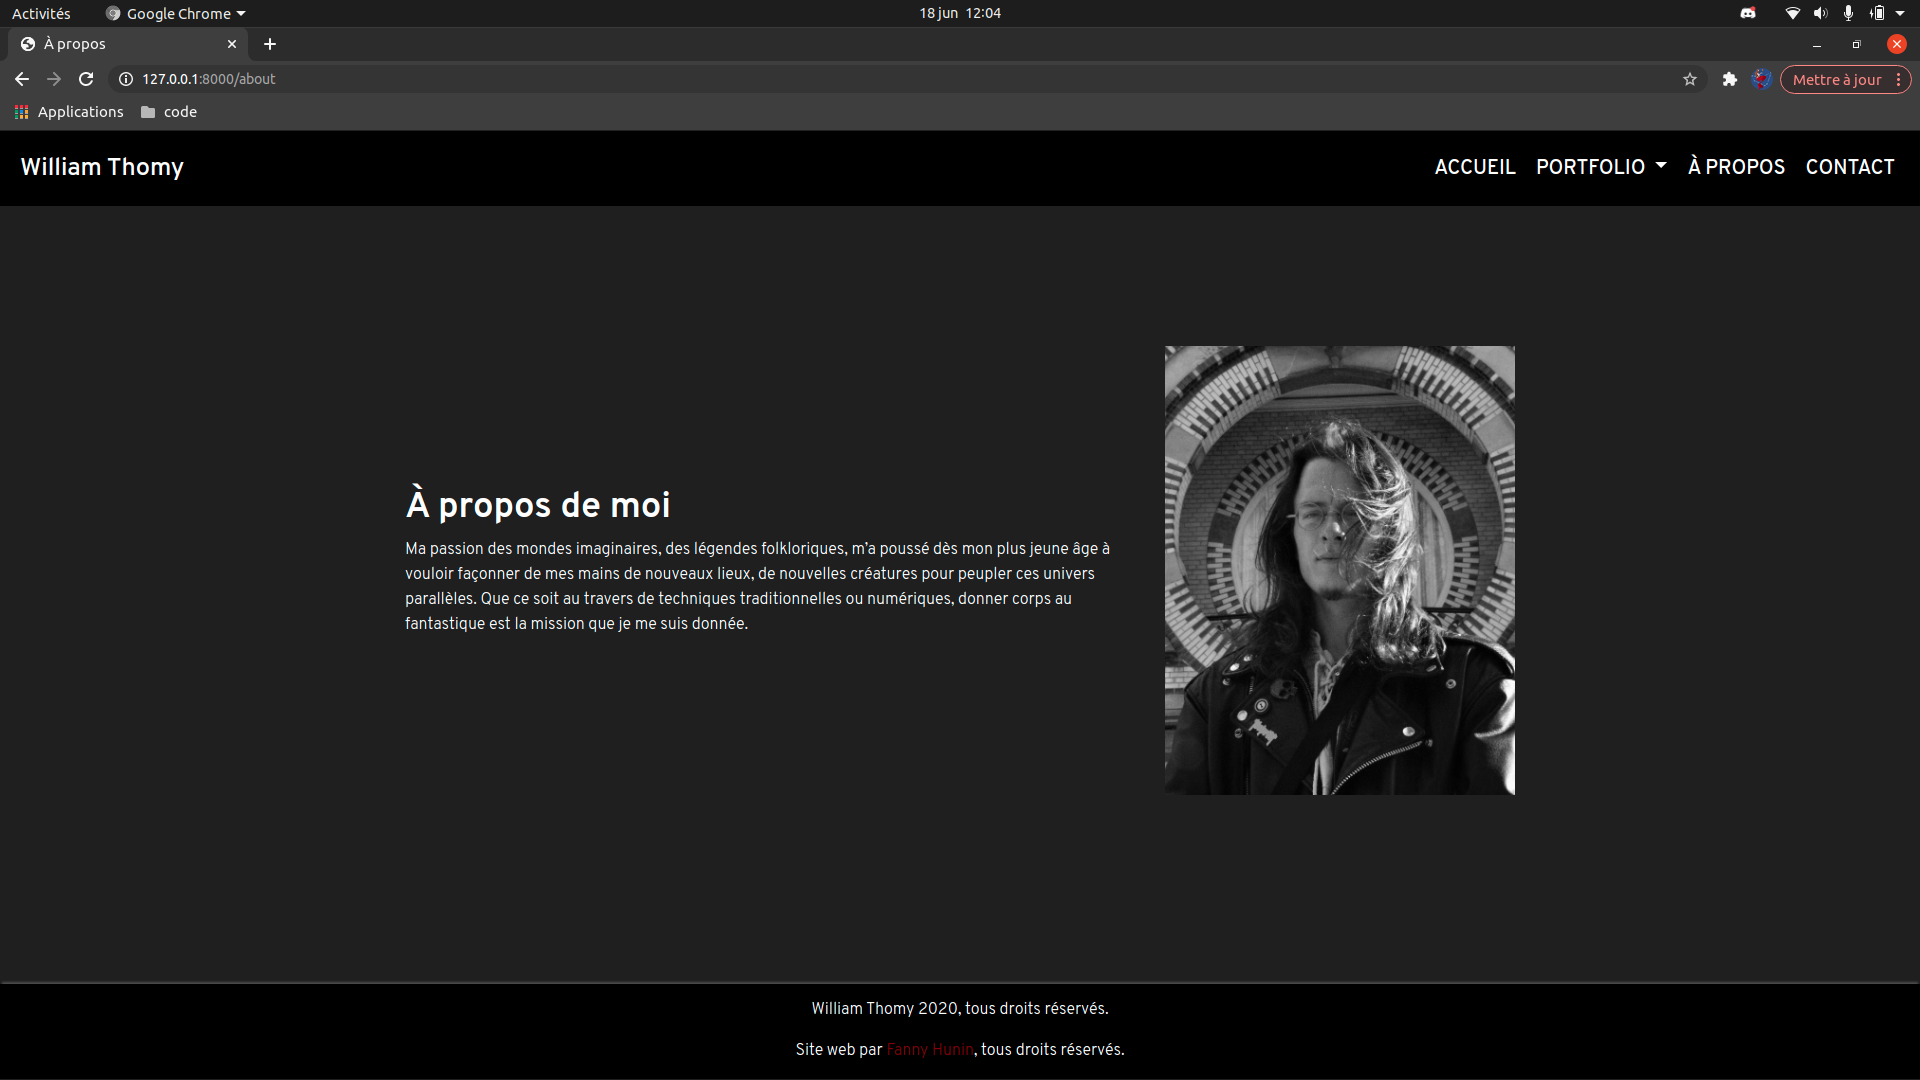 Activités
Google Chrome
18 jun 12:04
À propos
127.0.0.1:8000/about
Mettre à jour
Applications
code
William Thomy
ACCUEIL
PORTFOLIO
À PROPOS
CONTACT
À propos de moi
Ma passion des mondes imaginaires, des légendes folkloriques, m'a poussé dès mon plus jeune âge à
vouloir façonner de mes mains de nouveaux lieux, de nouvelles créatures pour peupler ces univers
parallèles. Que ce soit au travers de techniques traditionnelles ou numériques, donner corps au
fantastique est la mission que je me suis donnée.
William Thomy 2020, tous droits réservés.
Site web par Fanny Hunin, tous droits réservés.